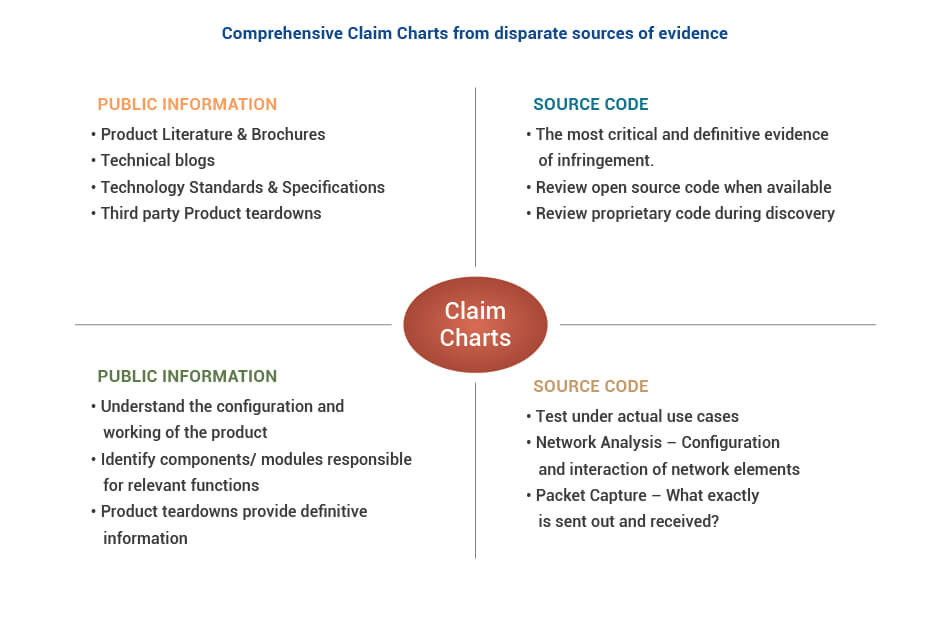 Comprehensive Claim Charts from disparate sources of evidence
PUBLIC INFORMATION
• Product Literature & Brochures
• Technical blogs
• Technology Standards & Specifications
• Third party Product teardowns
SOURCE CODE
• The most critical and definitive evidence
of infringement.
• Review open source code when available
• Review proprietary code during discovery
Claim
Charts
PUBLIC INFORMATION
• Understand the configuration and
working of the product
• Identify components/ modules responsible
for relevant functions
• Product teardowns provide definitive
information
SOURCE CODE
• Test under actual use cases
• Network Analysis – Configuration
and interaction of network elements
• Packet Capture – What exactly
is sent out and received?